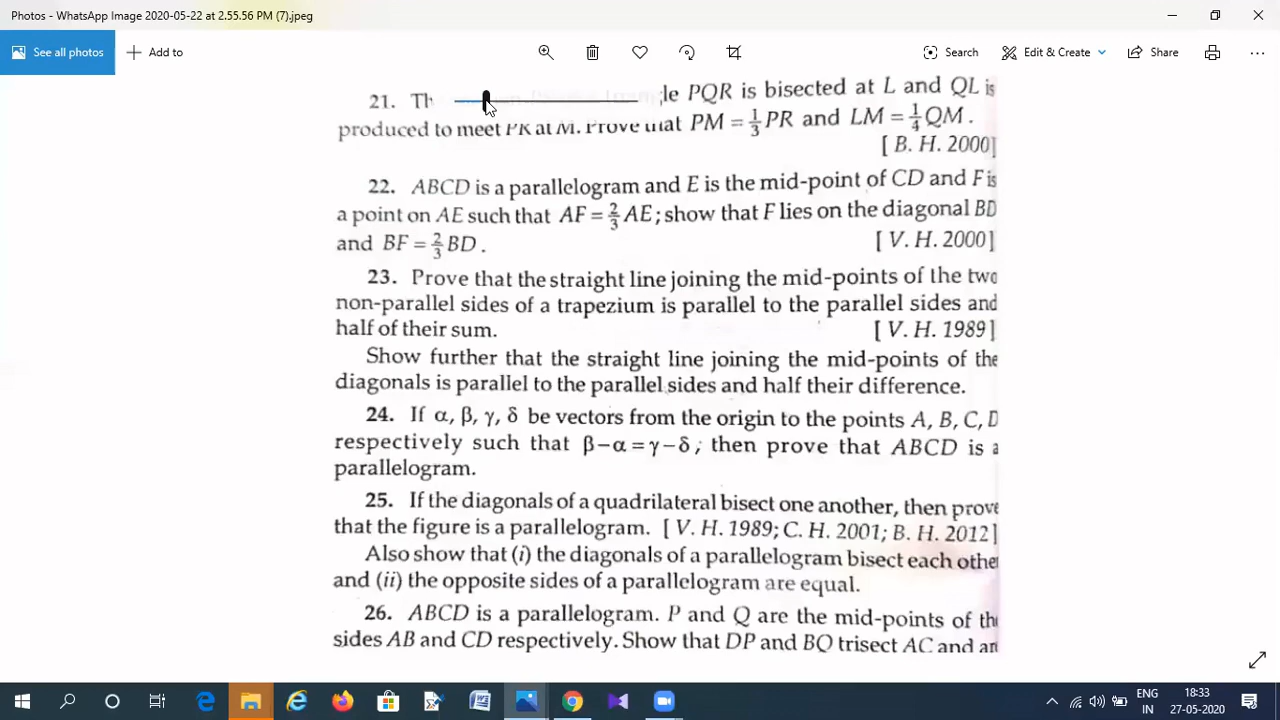 Photos - WhatsApp Image 2020-05-22 at 2.55.56 PM (7).jpeg
See all photos
Add to
Search
Edit & Create
Share
21. Th le PQR is bisected at L and QL is
produced to meet PR at M. Prove that PM = 1/3 PR and LM = 1/4 QM.
[ B. H. 2000]
22. ABCD is a parallelogram and E is the mid-point of CD and F is
a point on AE such that AF = 2/3 AE; show that F lies on the diagonal BD
and BF = 2/3 BD.
[ V. H. 2000]
23. Prove that the straight line joining the mid-points of the two
non-parallel sides of a trapezium is parallel to the parallel sides and
half of their sum.
[ V. H. 1989]
Show further that the straight line joining the mid-points of the
diagonals is parallel to the parallel sides and half their difference.
24. If α, β, γ, δ be vectors from the origin to the points A, B, C, D
respectively such that β−α=γ−δ, then prove that ABCD is a
parallelogram.
25. If the diagonals of a quadrilateral bisect one another, then prove
that the figure is a parallelogram. [ V. H. 1989; C. H. 2001; B. H. 2012]
Also show that (i) the diagonals of a parallelogram bisect each othe
and (ii) the opposite sides of a parallelogram are equal.
26. ABCD is a parallelogram. P and Q are the mid-points of th
sides AB and CD respectively. Show that DP and BQ trisect AC and ar
ENG
IN
18:33
27-05-2020